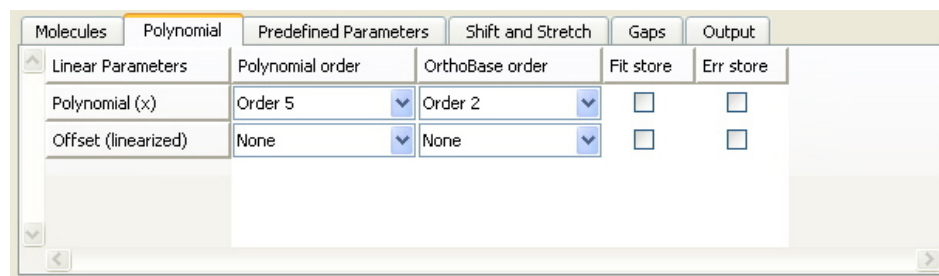 Molecules Polynomial Predefined Parameters Shift and Stretch Gaps Output
Linear Parameters Polynomial order OrthoBase order Fit store Err store
Polynomial (x) Order 5 Order 2
Offset (linearized) None None